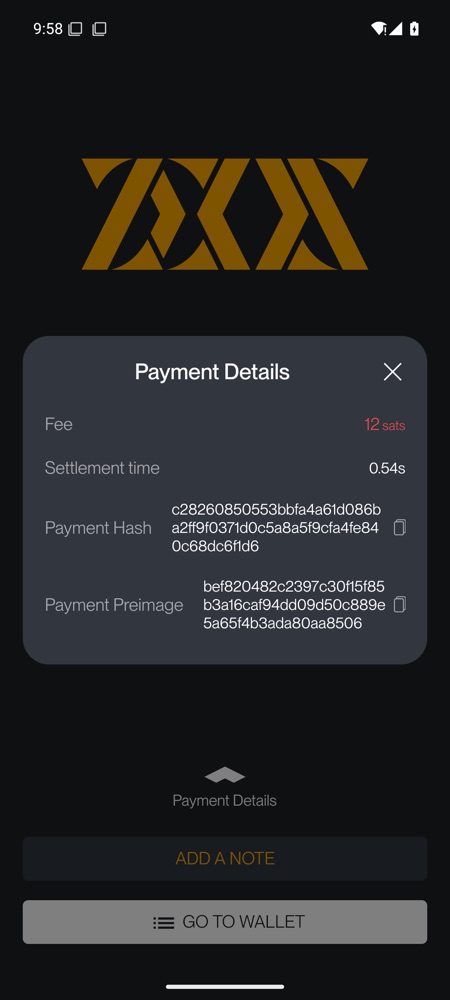 9:58
Payment Details
Fee
12 sats
Settlement time
0.54s
Payment Hash
c28260850553bbfa4a61d086b
a2ff9f0371d0c5a8a5f9cfa4fe84
0c68dc6f1d6
Payment Preimage
bef820482c2397c30f15f85
b3a16caf94dd09d50c889e
5a65f4b3ada80aa8506
Payment Details
ADD A NOTE
GO TO WALLET